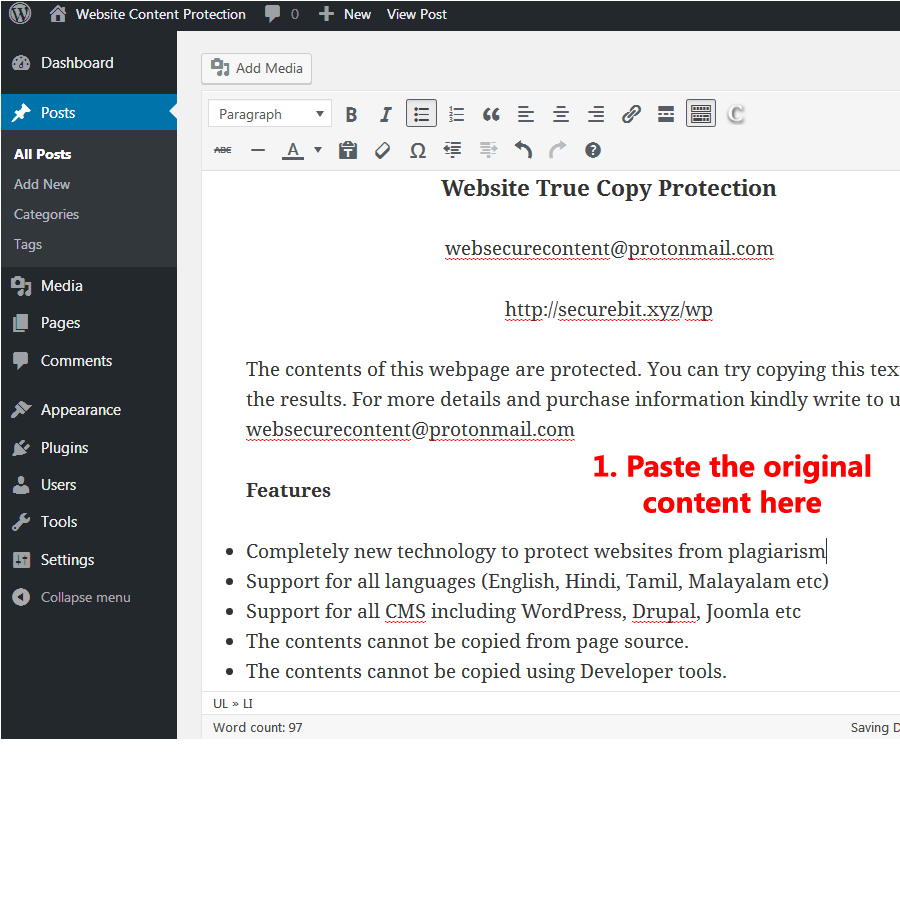 Website Content Protection 0 New View Post
Dashboard
Posts
All Posts
Add New
Categories
Tags
Media
Pages
Comments
Appearance
Plugins
Users
Tools
Settings
Collapse menu
Add Media
Paragraph B I C
ABC A T Ω ?
Website True Copy Protection
websecurecontent@protonmail.com
http://securebit.xyz/wp
The contents of this webpage are protected. You can try copying this
the results. For more details and purchase information kindly write to
websecurecontent@protonmail.com
1. Paste the original
content here
Features
• Completely new technology to protect websites from plagiarism
• Support for all languages (English, Hindi, Tamil, Malayalam etc)
• Support for all CMS including WordPress, Drupal, Joomla etc
• The contents cannot be copied from page source.
• The contents cannot be copied using Developer tools.
UL » LI
Word count: 97 Saving